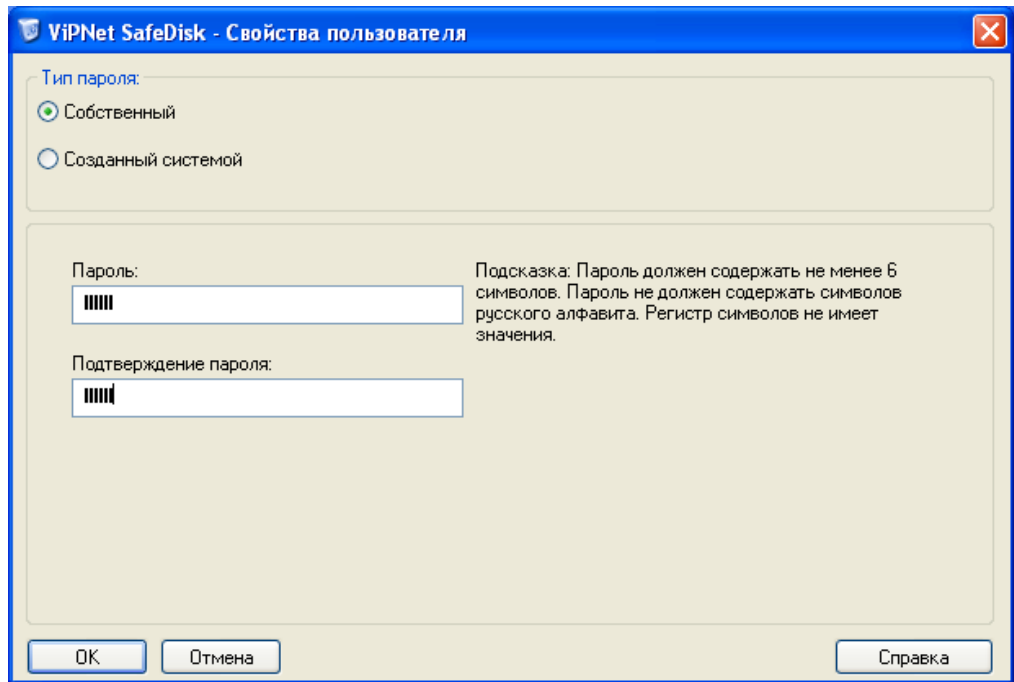 ViPNet SafeDisk - Свойства пользователя
Тип пароля:
Собственный
Созданный системой
Пароль:
Подсказка: Пароль должен содержать не менее 6
символов. Пароль не должен содержать символов
русского алфавита. Регистр символов не имеет
значения.
Подтверждение пароля:
OK
Отмена
Справка